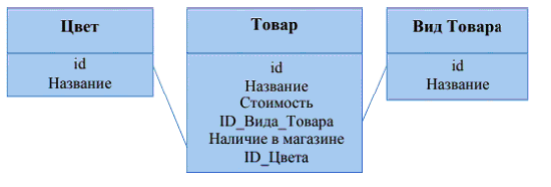 Цвет
id
Название
Товар
id
Название
Стоимость
ID_Вида_Товара
Наличие в магазине
ID_Цвета
Вид Товара
id
Название